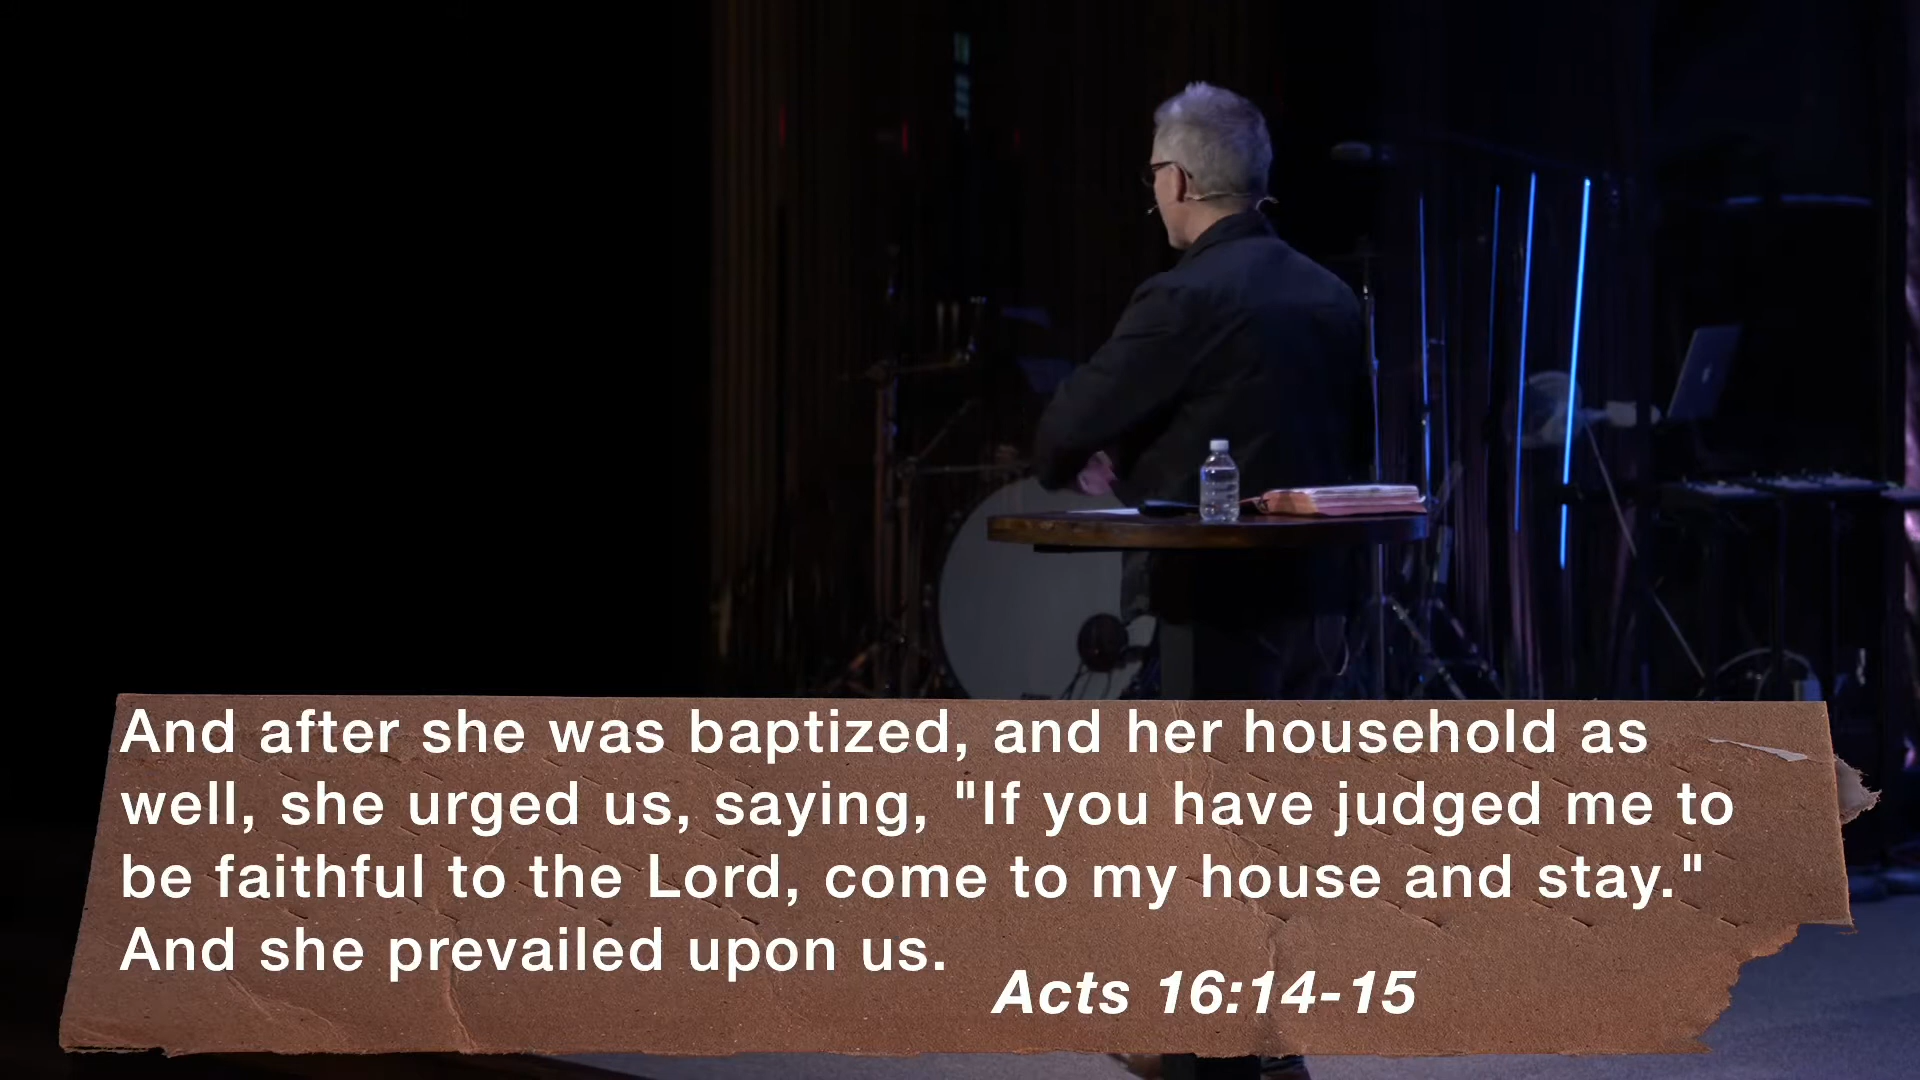 And after she was baptized, and her household as
well, she urged us, saying, "If you have judged me to
be faithful to the Lord, come to my house and stay."
And she prevailed upon us.
Acts 16:14-15